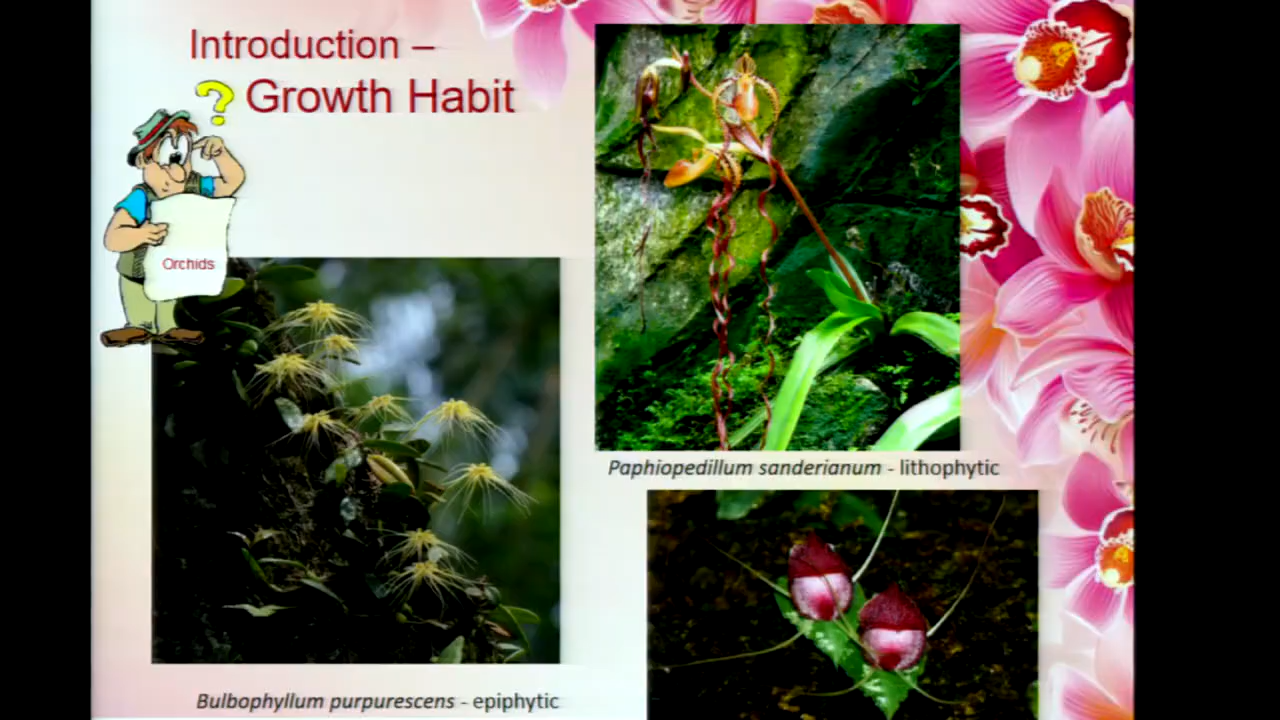 Introduction –
? Growth Habit
Orchids
Paphiopedillum sanderianum - lithophytic
Bulbophyllum purpurescens - epiphytic